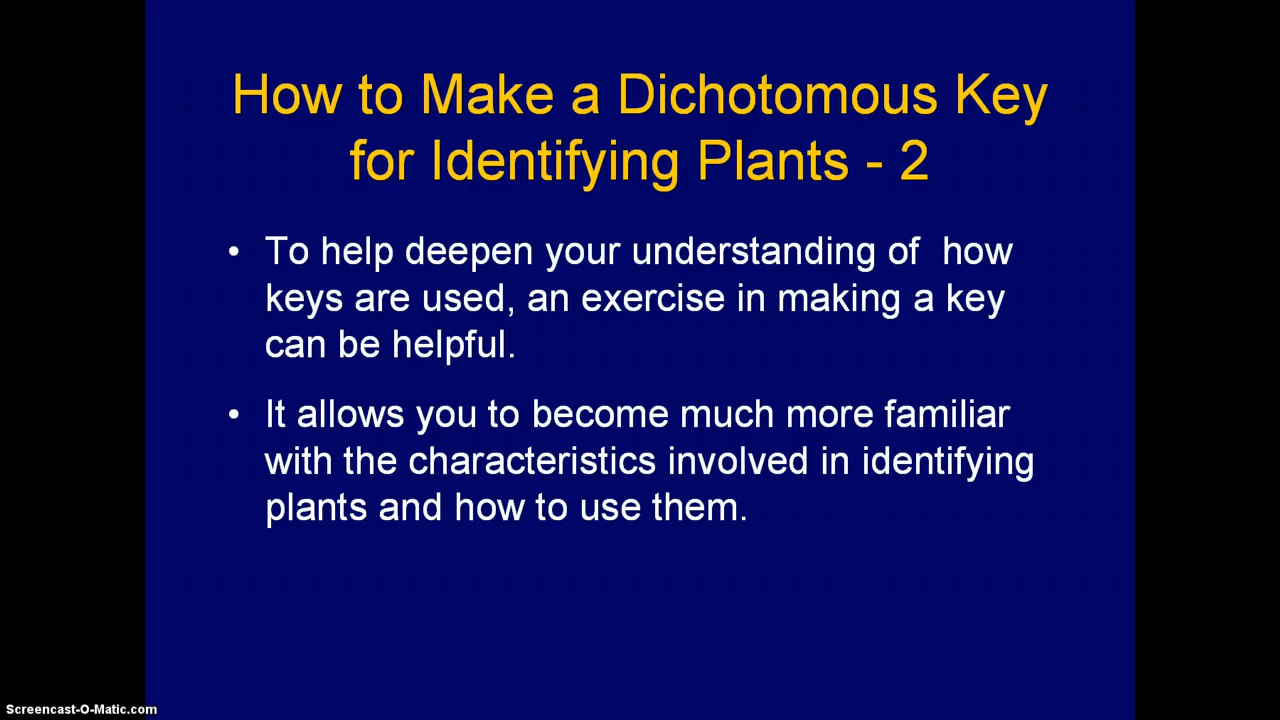 How to Make a Dichotomous Key
for Identifying Plants - 2
• To help deepen your understanding of  how
keys are used, an exercise in making a key
can be helpful.
• It allows you to become much more familiar
with the characteristics involved in identifying
plants and how to use them.
Screencast-O-Matic.com